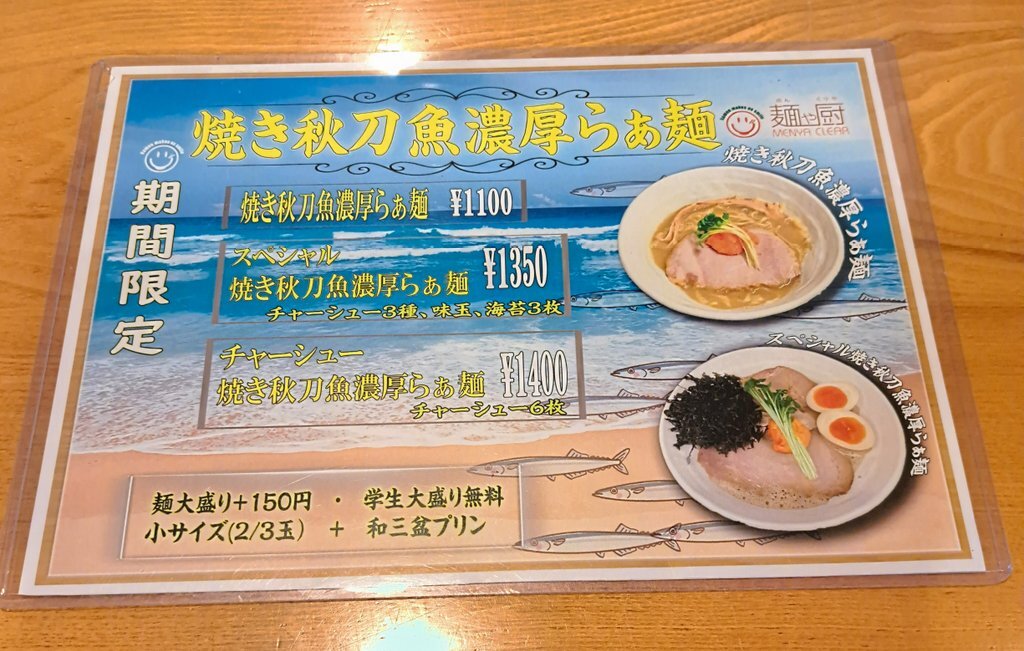 焼き秋刀魚濃厚らぁ麺
麺や厨
MENYA CLEAR
期間限定
焼き秋刀魚濃厚らぁ麺 ¥1100
スペシャル
焼き秋刀魚濃厚らぁ麺 ¥1350
チャーシュー3種、味玉、海苔3枚
チャーシュー
焼き秋刀魚濃厚らぁ麺 ¥1400
チャーシュー6枚
焼き秋刀魚濃厚らぁ麺
スペシャル焼き秋刀魚濃厚らぁ麺
麺大盛り+150円 ・ 学生大盛り無料
小サイズ(2/3玉) + 和三盆プリン